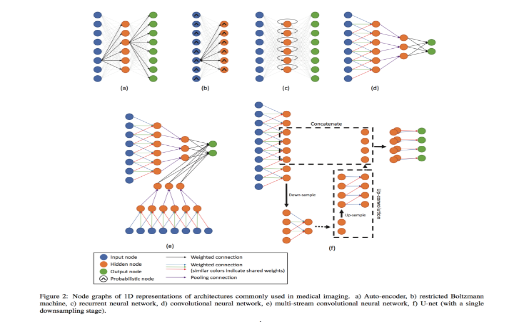 (a)
(b)
(c)
(d)
Concatenate
Down-sample
Up-sample
Up-convolution
(e)
(f)
Input node
Hidden node
Output node
Probabilistic node
Weighted connection
Weighted connection
(similar colors indicate shared weights)
Pooling connection
Figure 2: Node graphs of 1D representations of architectures commonly used in medical imaging. a) Auto-encoder, b) restricted Boltzmann
machine, c) recurrent neural network, d) convolutional neural network, e) multi-stream convolutional neural network, f) U-net (with a single
downsampling stage).